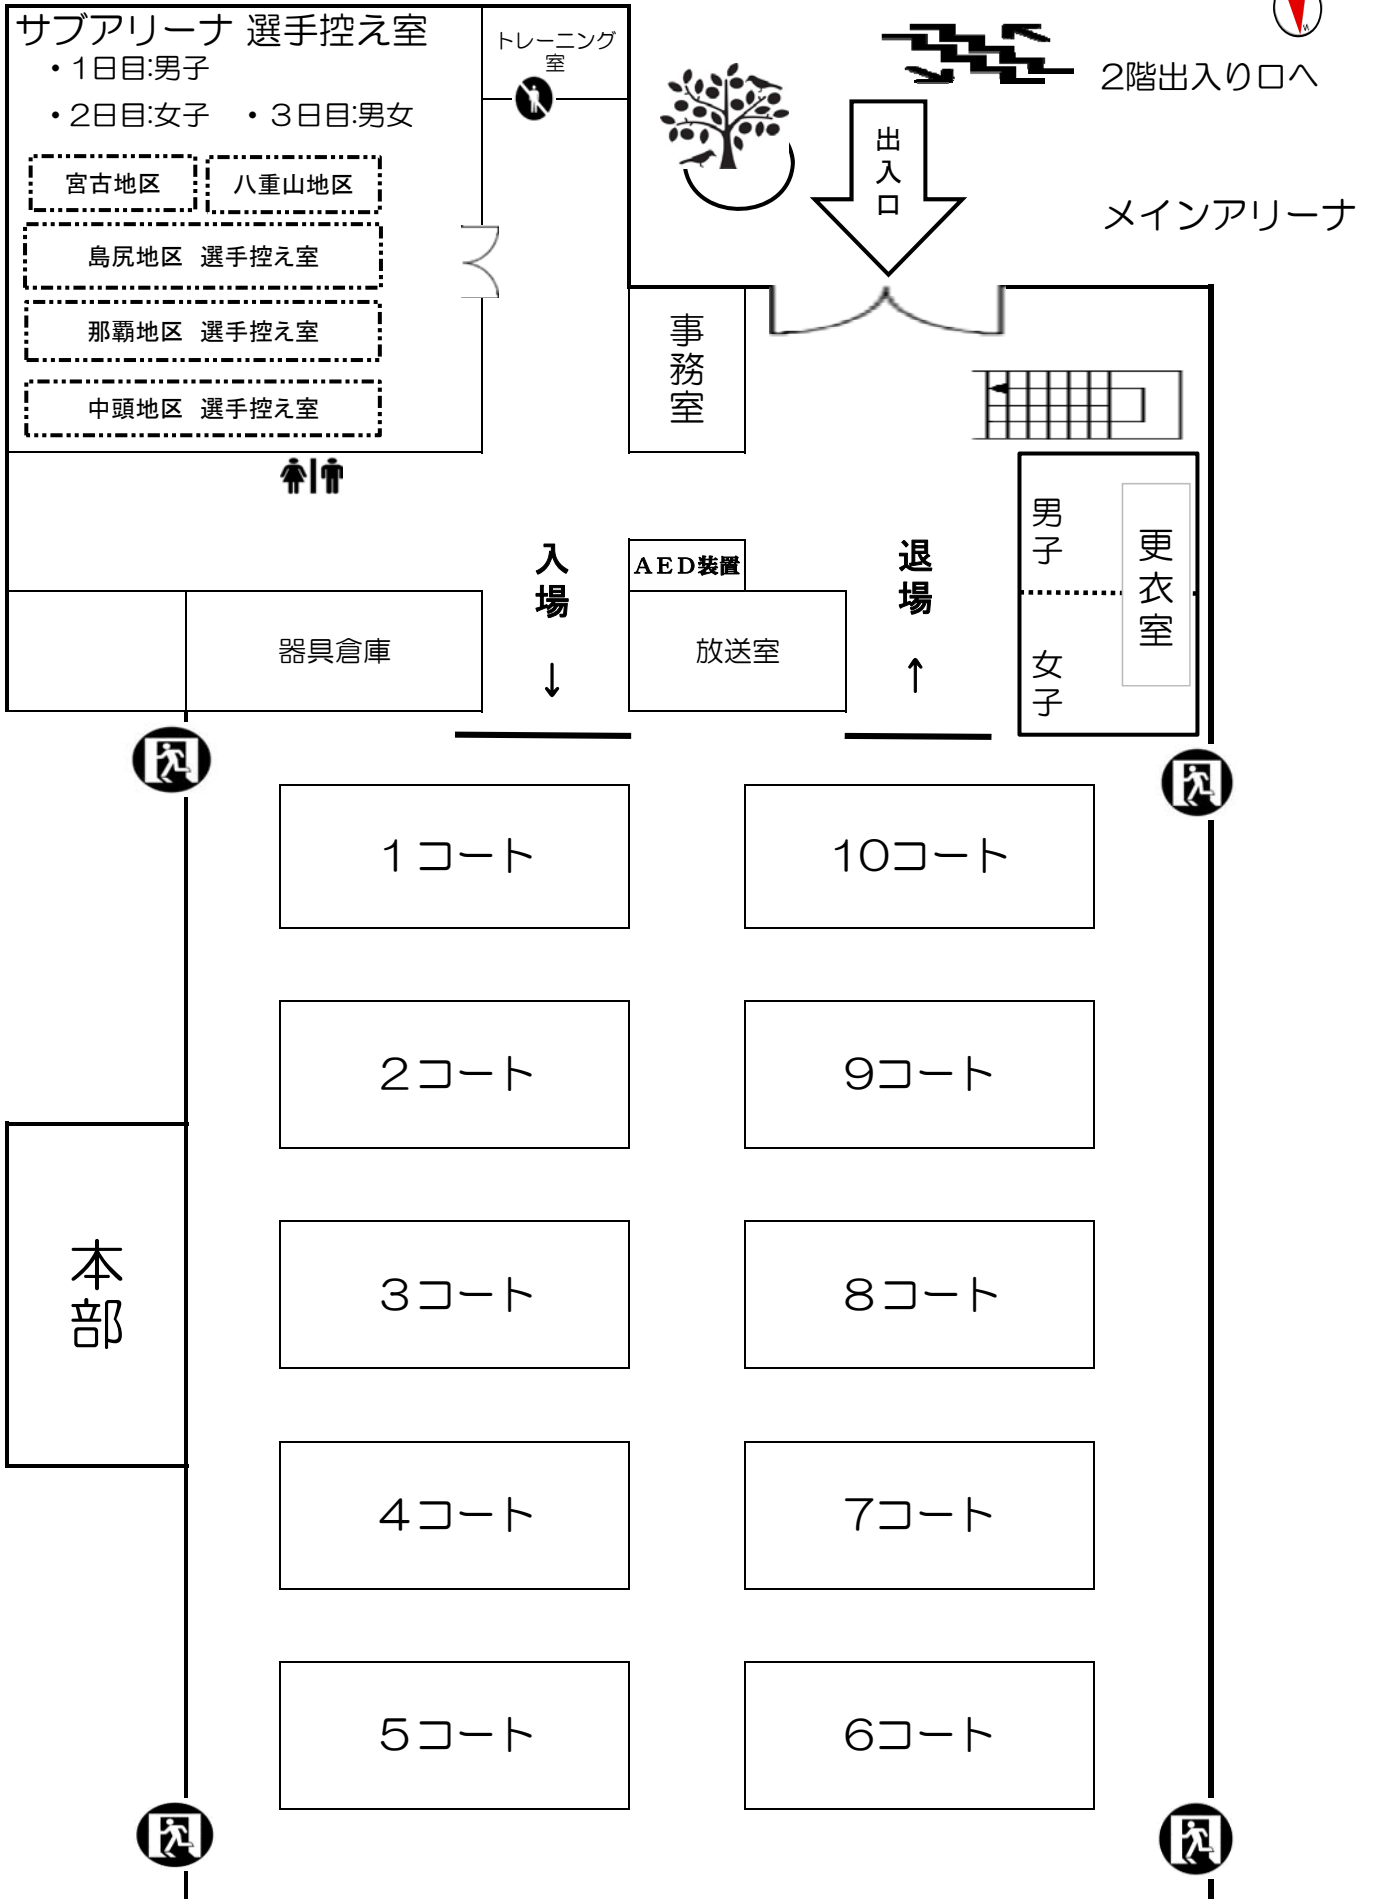 サブアリーナ 選手控え室
・1日目:男子
・2日目:女子 ・３日目:男女
トレーニング
室
2階出入り口へ
出入口
メインアリーナ
宮古地区
八重山地区
島尻地区 選手控え室
那覇地区 選手控え室
中頭地区 選手控え室
事務室
男子
更衣室
女子
入場
↓
ＡＥＤ装置
退場
↑
器具倉庫
放送室
1コート
10コート
2コート
9コート
3コート
8コート
本部
4コート
7コート
5コート
6コート